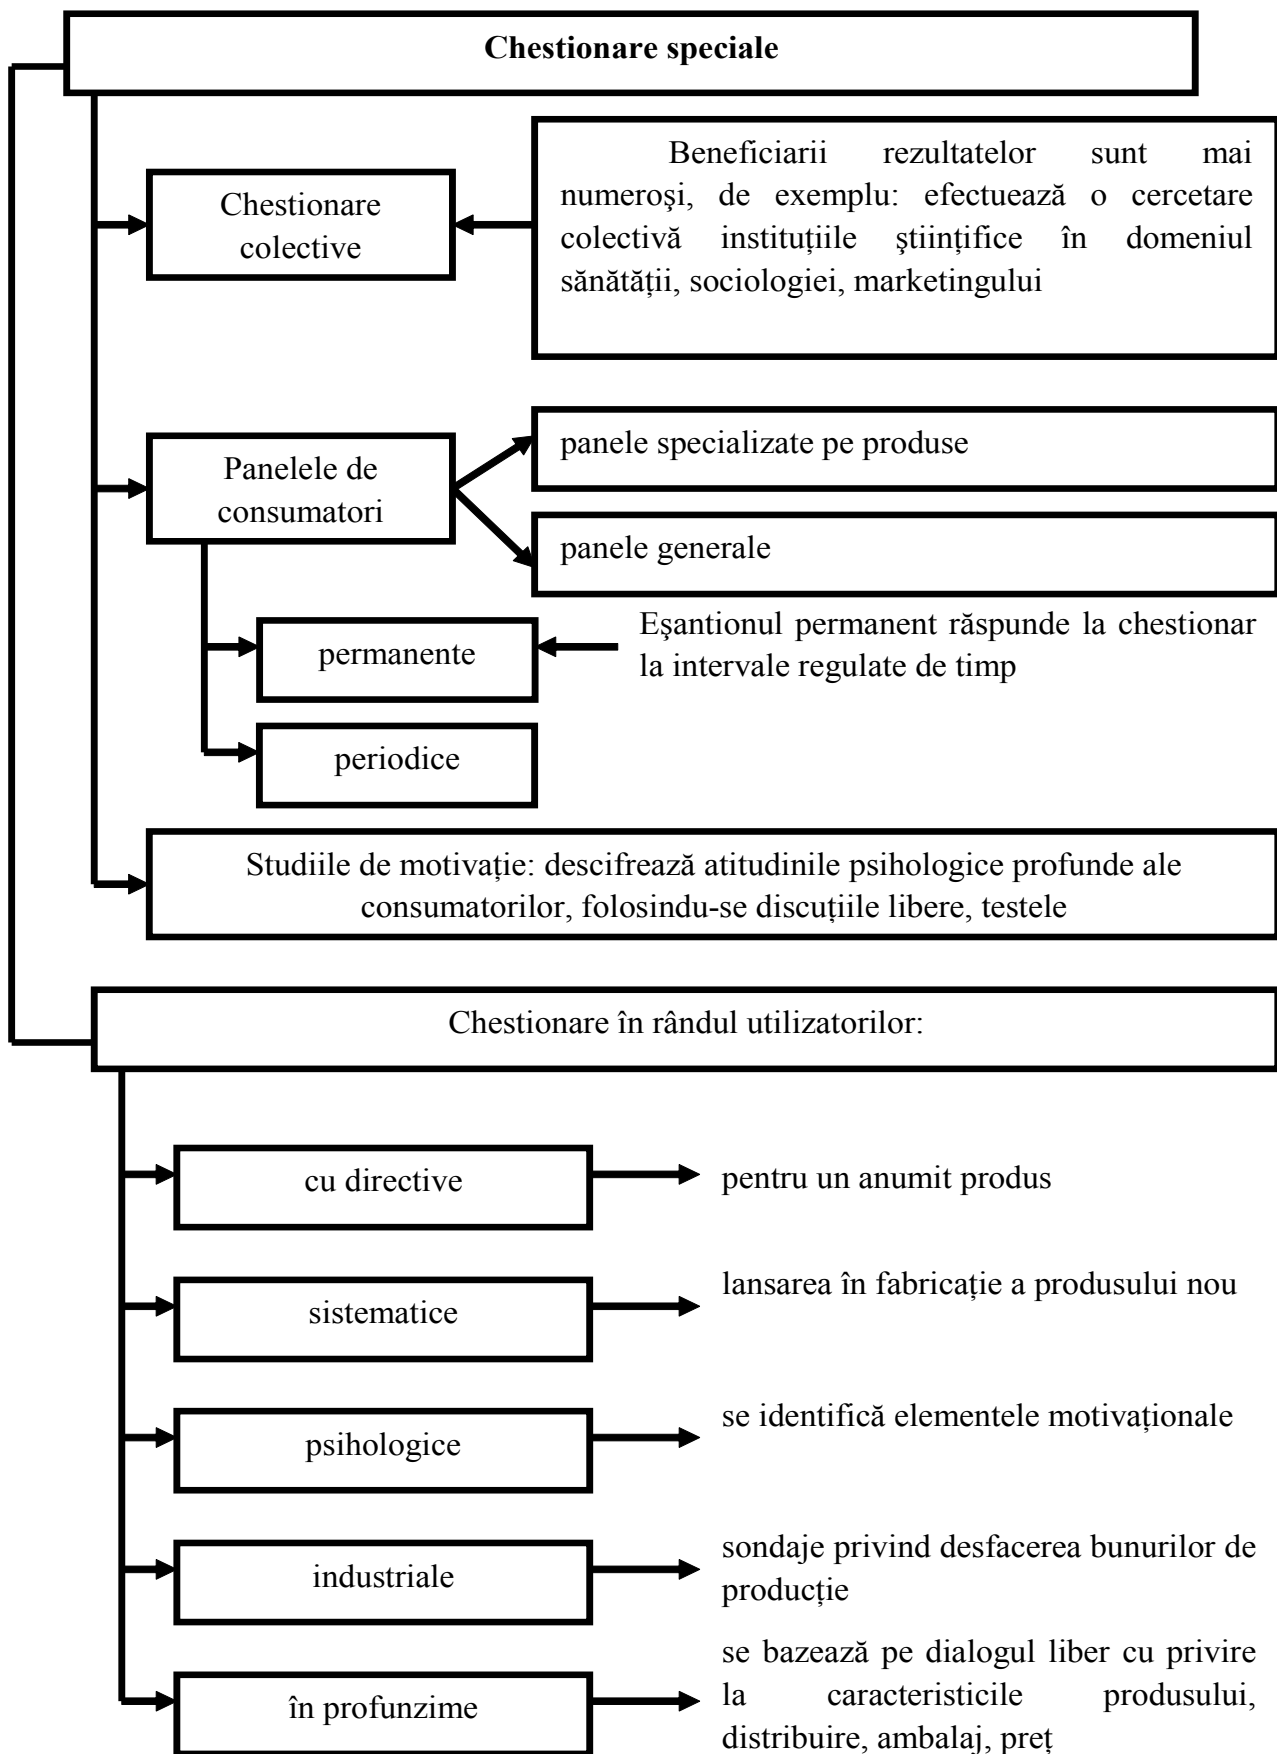 Chestionare speciale
Chestionare
colective
Beneficiarii rezultatelor sunt mai
numeroşi, de exemplu: efectuează o cercetare
colectivă instituțiile ştiințifice în domeniul
sănătății, sociologiei, marketingului
Panelele de
consumatori
panele specializate pe produse
panele generale
permanente
Eşantionul permanent răspunde la chestionar
la intervale regulate de timp
periodice
Studiile de motivație: descifrează atitudinile psihologice profunde ale
consumatorilor, folosindu-se discuțiile libere, testele
Chestionare în rândul utilizatorilor:
cu directive
pentru un anumit produs
sistematice
lansarea în fabricație a produsului nou
psihologice
se identifică elementele motivaționale
industriale
sondaje privind desfacerea bunurilor de
producție
în profunzime
se bazează pe dialogul liber cu privire
la caracteristicile produsului,
distribuire, ambalaj, preț